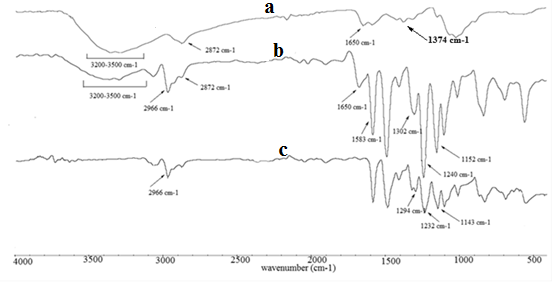 a
3200-3500 cm-1
2872 cm-1
1650 cm-1
1374 cm-1
b
3200-3500 cm-1
2966 cm-1
2872 cm-1
1650 cm-1
1583 cm-1
1302 cm-1
1152 cm-1
1240 cm-1
c
2966 cm-1
1294 cm-1
1232 cm-1
1143 cm-1
4000 3500 3000 2500 2000 1500 1000 500
wavenumber (cm-1)